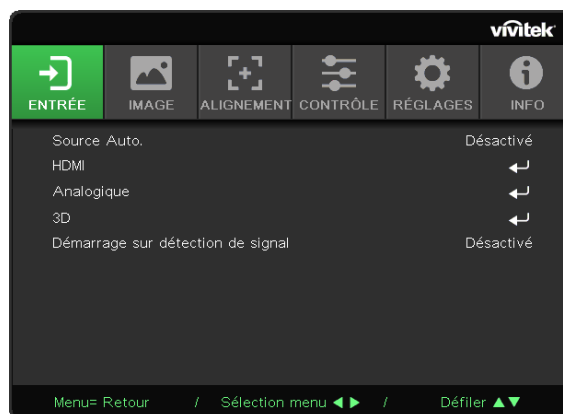 vivitek
ENTRÉE IMAGE ALIGNEMENT CONTRÔLE RÉGLAGES INFO
Source Auto. Désactivé
HDMI
Analogique
3D
Démarrage sur détection de signal Désactivé
Menu= Retour / Sélection menu ◀ ▶ / Défiler ▲▼